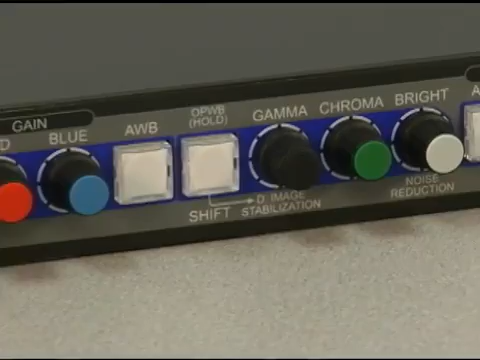 GAIN
BLUE
AWB
OPWB
(HOLD)
GAMMA
CHROMA
BRIGHT
SHIFT
D. IMAGE
STABILIZATION
NOISE
REDUCTION